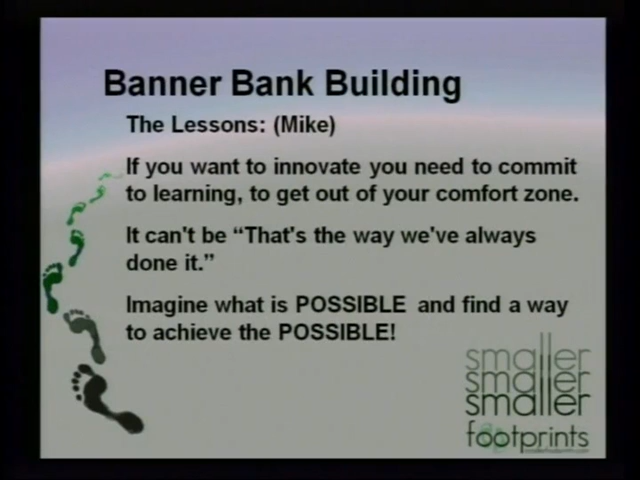 Banner Bank Building
The Lessons: (Mike)
If you want to innovate you need to commit
to learning, to get out of your comfort zone.
It can't be “That's the way we've always
done it.”
Imagine what is POSSIBLE and find a way
to achieve the POSSIBLE!
smaller
smaller
smaller
footprints